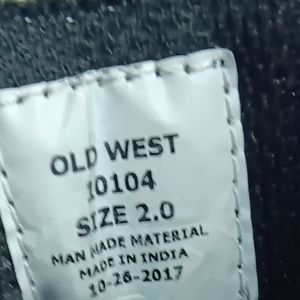 OLD WEST
10104
SIZE 2.0
MAN MADE MATERIAL
MADE IN INDIA
10-26-2017